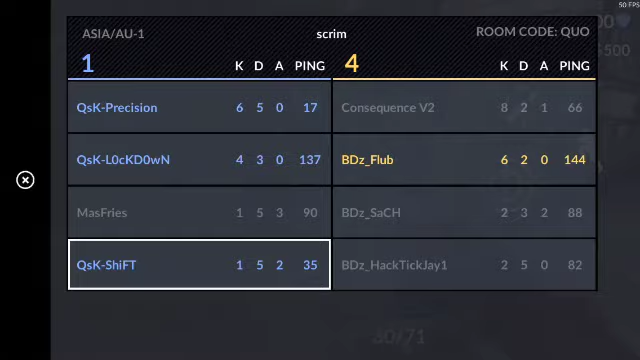 50 FPS
ASIA/AU-1 scrim ROOM CODE: QUO
1 K D A PING 4 K D A PING
QsK-Precision 6 5 0 17 Consequence V2 8 2 1 66
QsK-L0cKD0wN 4 3 0 137 BDz_Flub 6 2 0 144
MasFries 1 5 3 90 BDz_SaCH 2 3 2 88
QsK-ShiFT 1 5 2 35 BDz_HackTickJay1 2 5 0 82